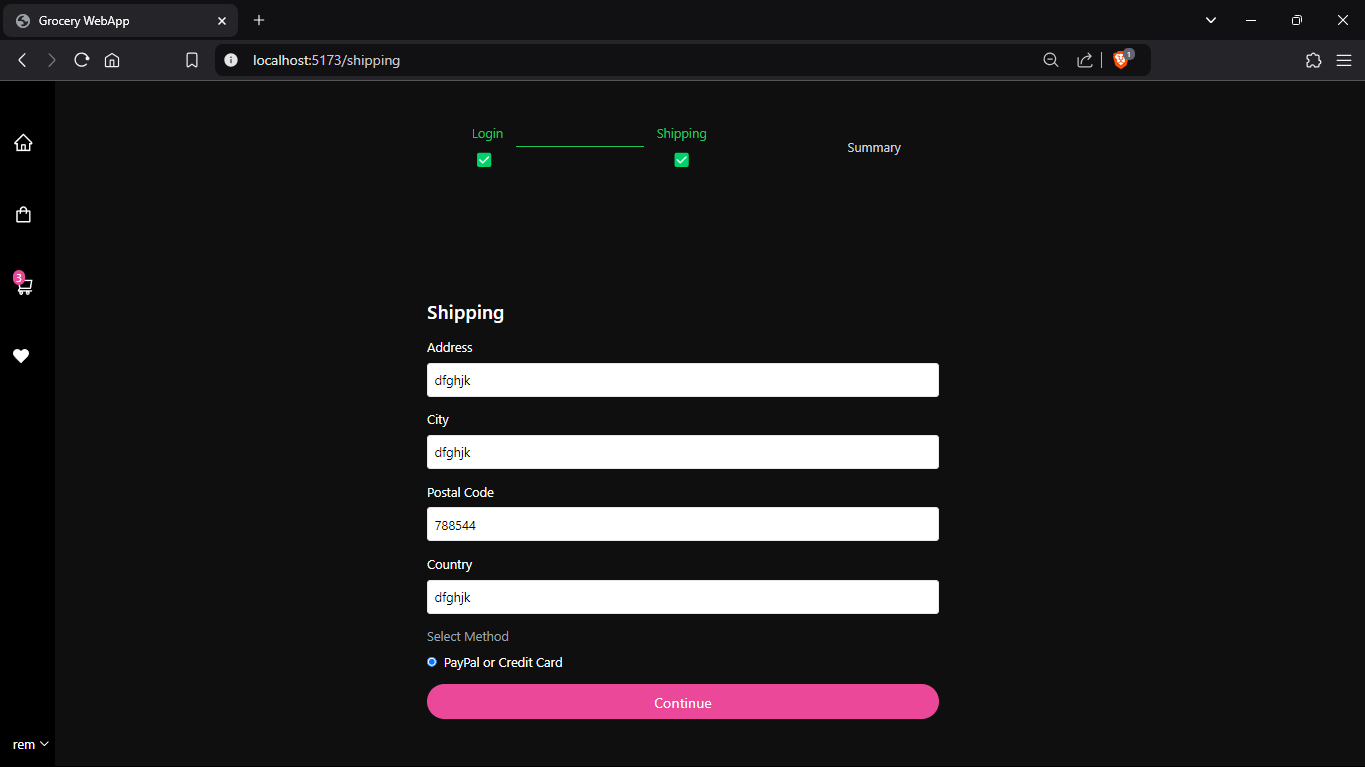 Grocery WebApp
localhost:5173/shipping
1
Login
Shipping
Summary
3
Shipping
Address
dfghjk
City
dfghjk
Postal Code
788544
Country
dfghjk
Select Method
PayPal or Credit Card
Continue
rem